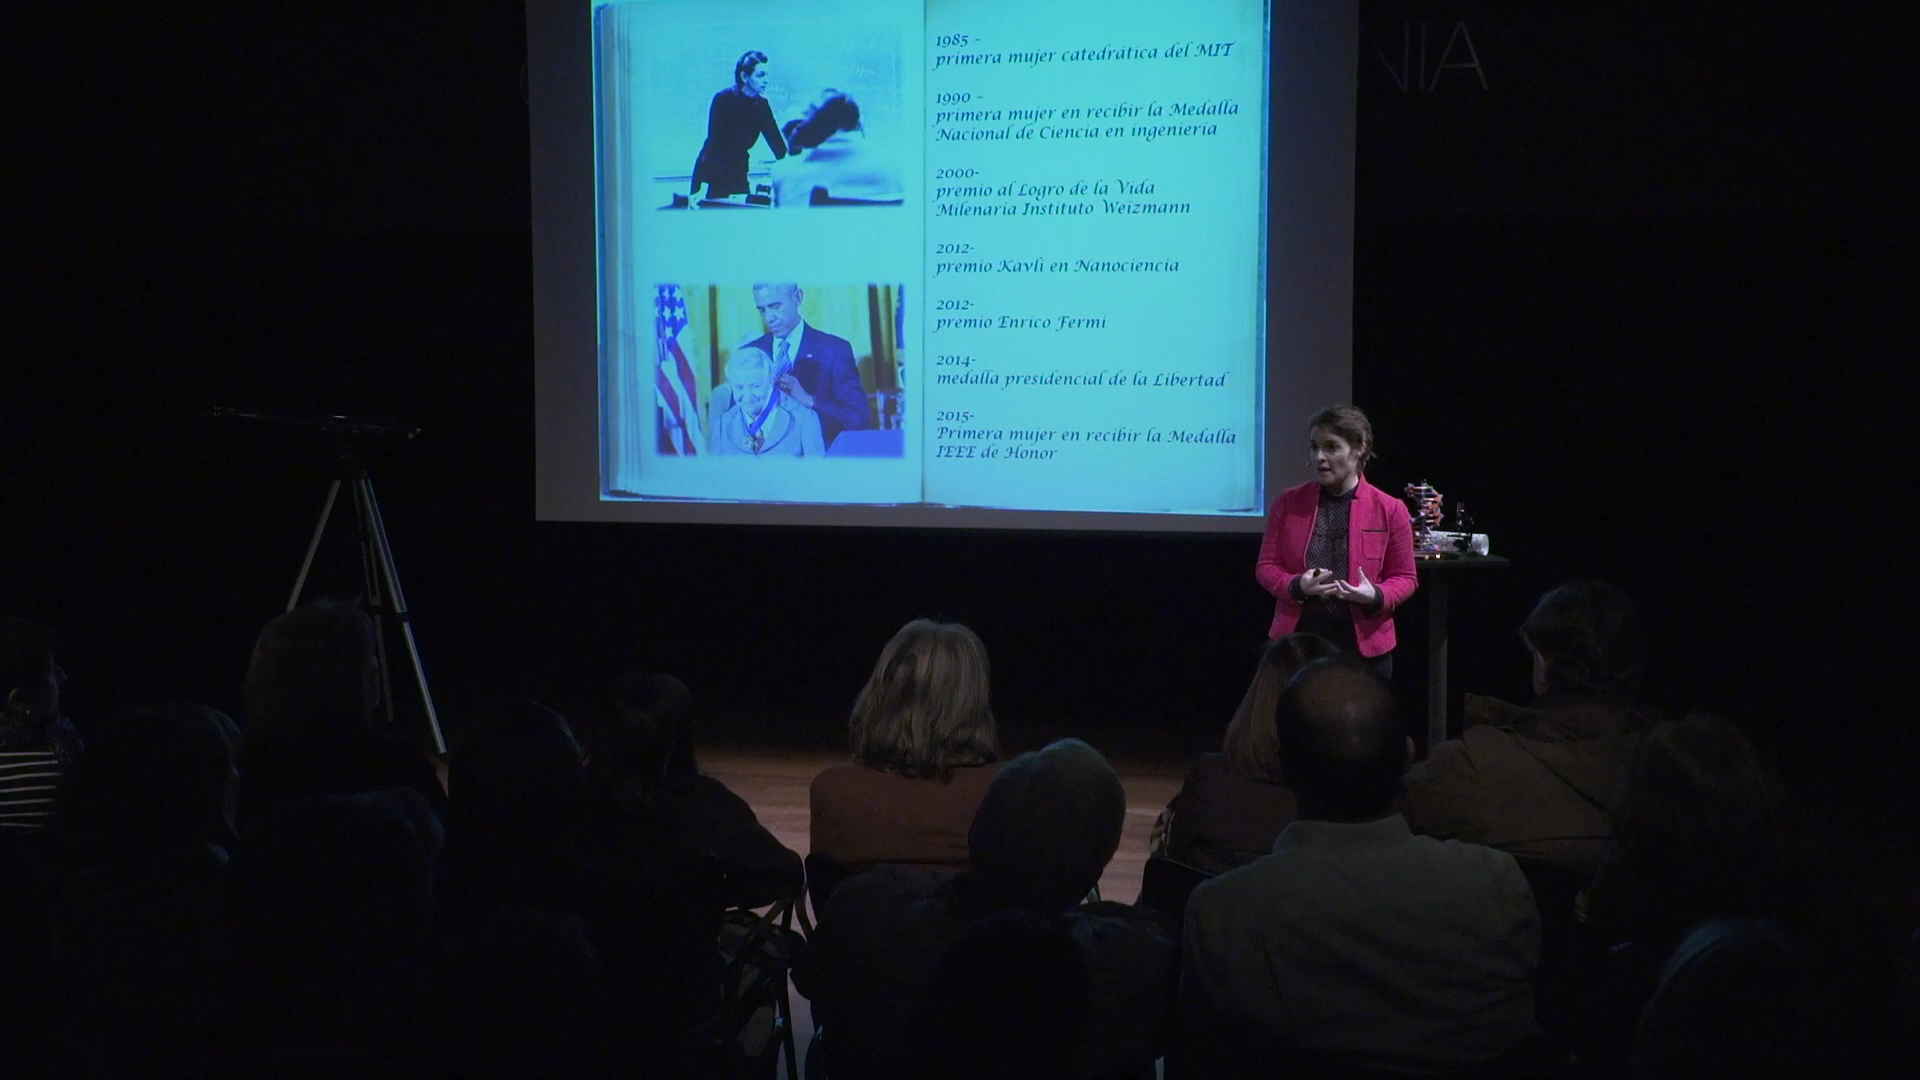 NIA
1985 –
primera mujer catedrática del MIT
1990 –
primera mujer en recibir la Medalla
Nacional de Ciencia en ingeniería
2000-
premio al Logro de la Vida
Milenaria Instituto Weizmann
2012-
premio Kavli en Nanociencia
2012-
premio Enrico Fermi
2014-
medalla presidencial de la Libertad
2015-
Primera mujer en recibir la Medalla
IEEE de Honor